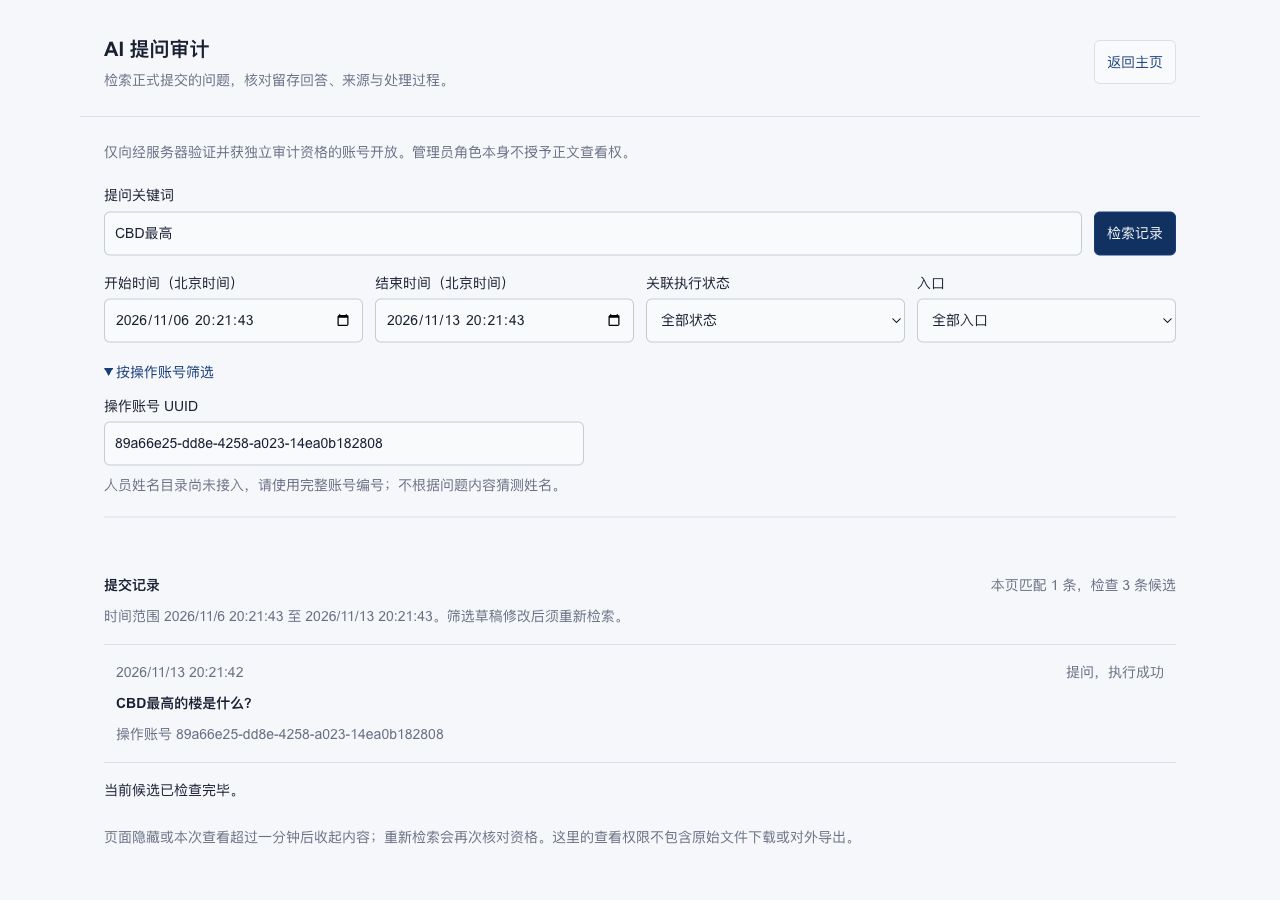 AI 提问审计
检索正式提交的问题，核对留存回答、来源与处理过程。
返回主页
仅向经服务器验证并获独立审计资格的账号开放。管理员角色本身不授予正文查看权。
提问关键词
CBD最高
检索记录
开始时间（北京时间）
结束时间（北京时间）
关联执行状态
入口
2026/11/06 20:21:43
2026/11/13 20:21:43
全部状态
全部入口
▼按操作账号筛选
操作账号 UUID
89a66e25-dd8e-4258-a023-14ea0b182808
人员姓名目录尚未接入，请使用完整账号编号；不根据问题内容猜测姓名。
提交记录
本页匹配 1 条，检查 3 条候选
时间范围 2026/11/6 20:21:43 至 2026/11/13 20:21:43。筛选草稿修改后须重新检索。
2026/11/13 20:21:42
提问，执行成功
CBD最高的楼是什么？
操作账号 89a66e25-dd8e-4258-a023-14ea0b182808
当前候选已检查完毕。
页面隐藏或本次查看超过一分钟后收起内容；重新检索会再次核对资格。这里的查看权限不包含原始文件下载或对外导出。